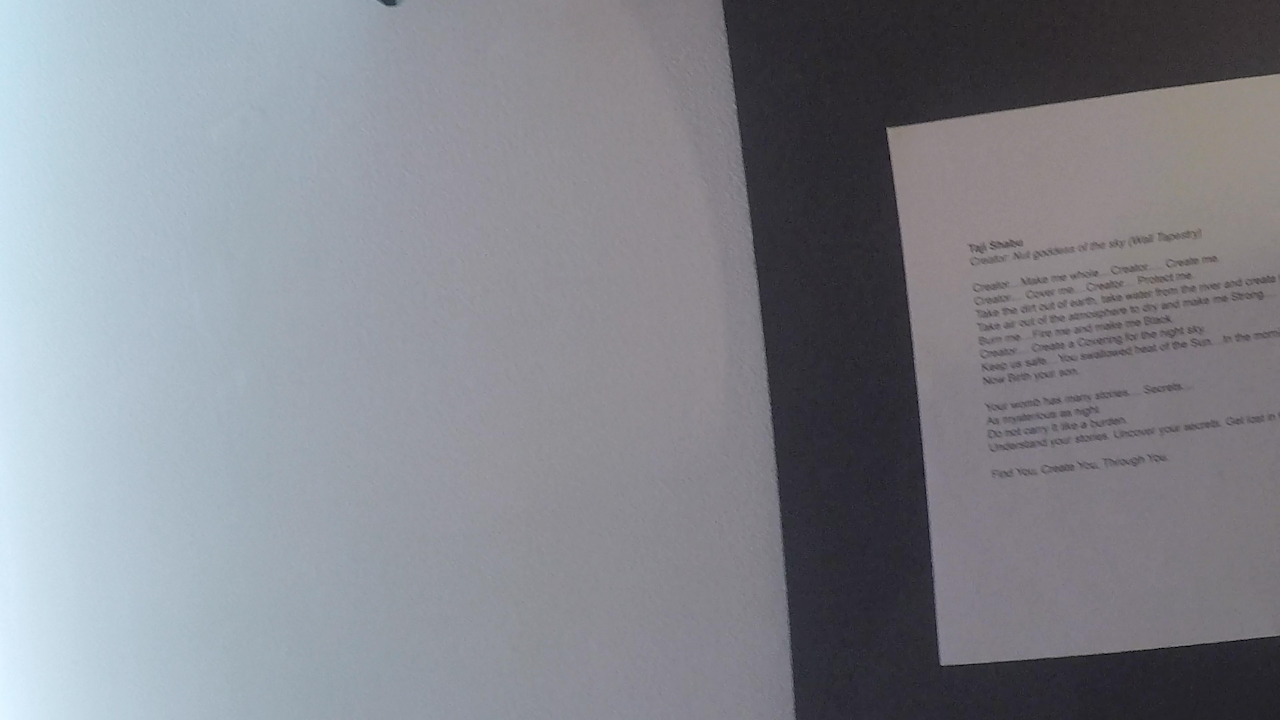 Taji Shabu
Creator: Nut goddess of the sky (Wall Tapestry)
Creator... Make me whole... Creator... Create me.
Creator... Cover me... Creator... Protect me.
Take the dirt out of earth, take water from the river and create
Take air out of the atmosphere to dry and make me Strong...
Burn me... Fire me and make me Black.
Creator... Create a Covering for the night sky.
Keep us safe... You swallowed heat of the Sun... In the
Now Birth your son.
Your womb has many stories... Secrets...
As mysterious as night.
Do not carry it like a burden.
Understand your stories. Uncover your secrets. Get lost in
Find You, Create You, Through You.